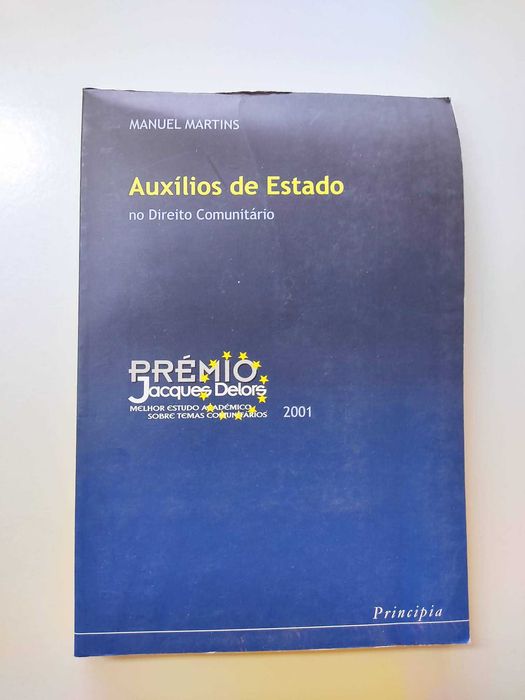 MANUEL MARTINS
Auxílios de Estado
no Direito Comunitário
PRÉMIO
Jacques Delors
MELHOR ESTUDO ACADÉMICO
SOBRE TEMAS COMUNITÁRIOS
2001
Principia